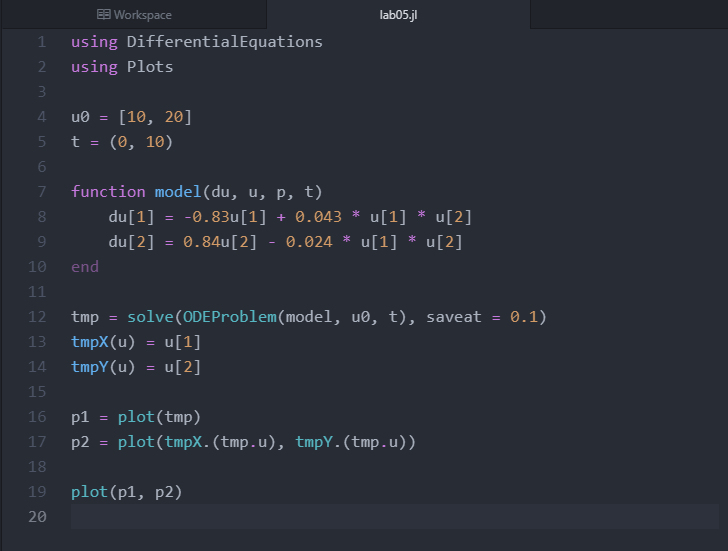 Workspace
lab05.jl
1 using DifferentialEquations
2 using Plots
3
4 u0 = [10, 20]
5 t = (0, 10)
6
7 function model(du, u, p, t)
8     du[1] = -0.83u[1] + 0.043 * u[1] * u[2]
9     du[2] = 0.84u[2] - 0.024 * u[1] * u[2]
10 end
11
12 tmp = solve(ODEProblem(model, u0, t), saveat = 0.1)
13 tmpX(u) = u[1]
14 tmpY(u) = u[2]
15
16 p1 = plot(tmp)
17 p2 = plot(tmpX.(tmp.u), tmpY.(tmp.u))
18
19 plot(p1, p2)
20